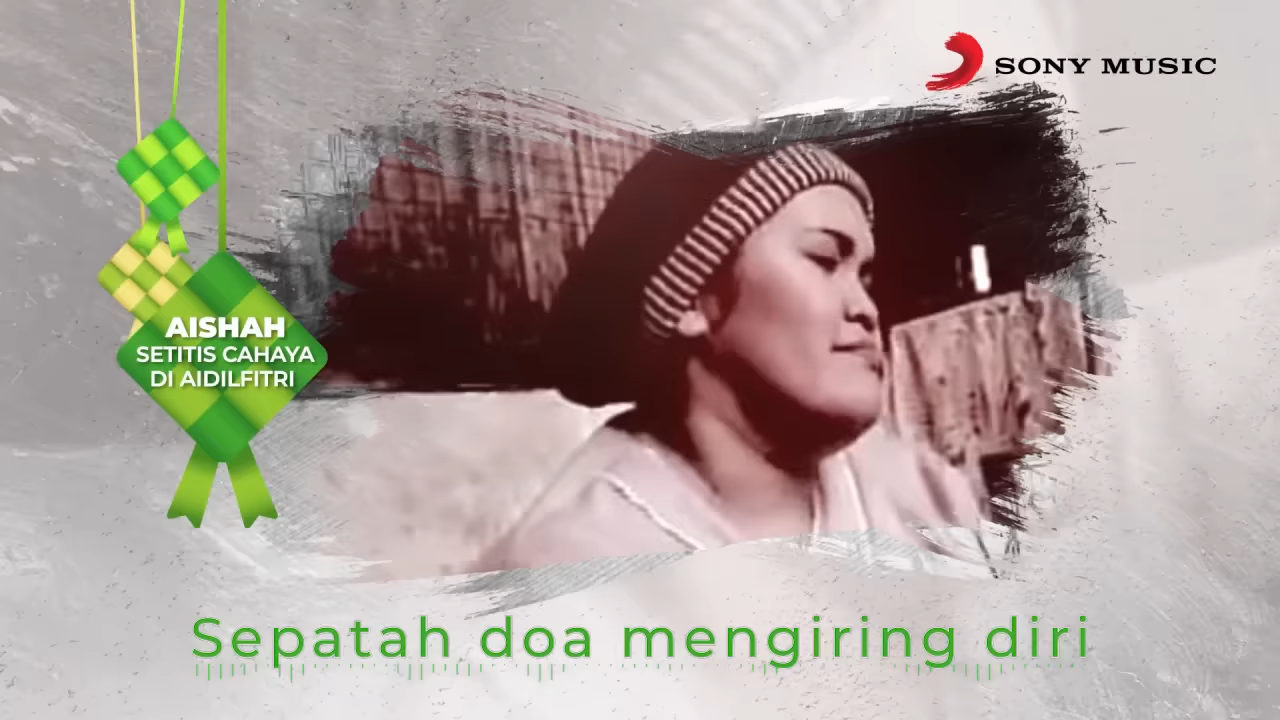 SONY MUSIC
AISHAH
SETITIS CAHAYA
DI AIDILFITRI
Sepatah doa mengiring diri